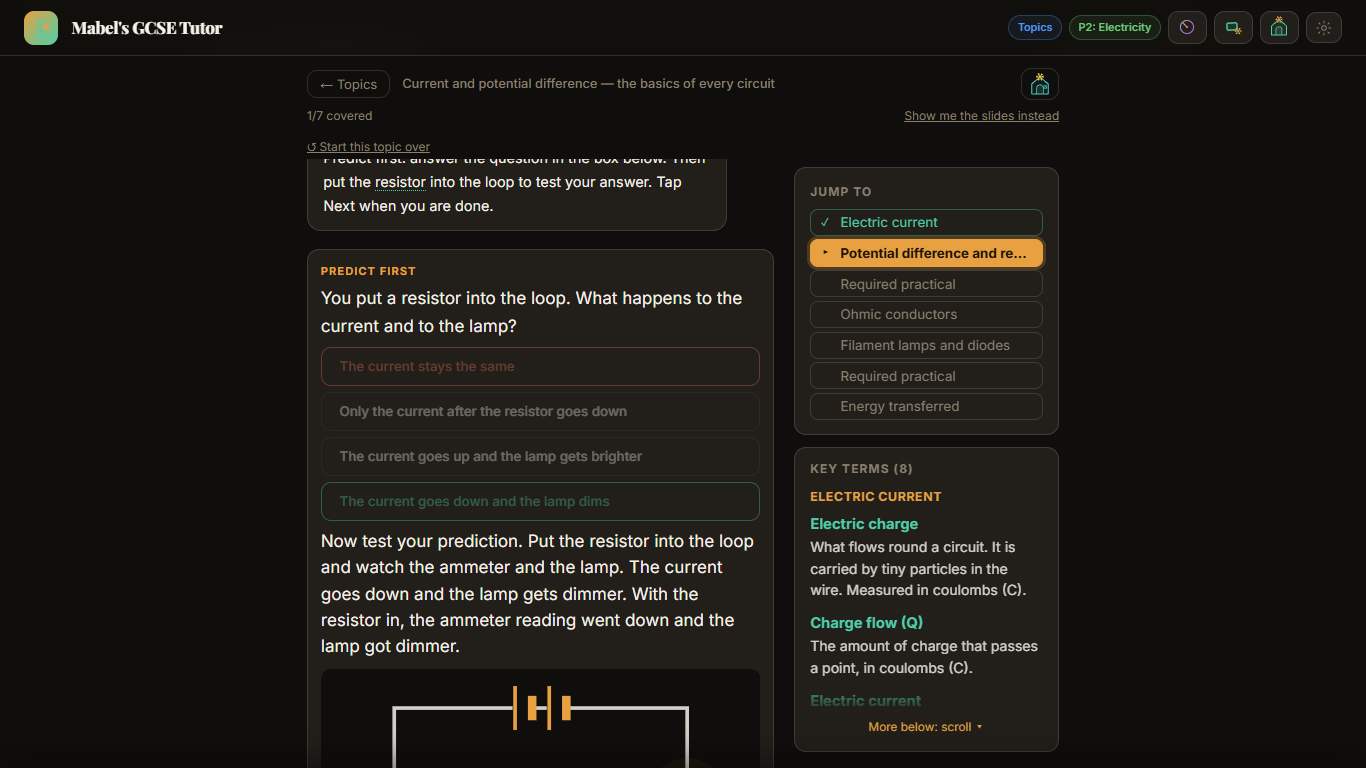 Mabel's GCSE Tutor
Topics
P2: Electricity
← Topics
Current and potential difference — the basics of every circuit
1/7 covered
Show me the slides instead
↺ Start this topic over
Predict first: answer the question in the box below. Then
put the resistor into the loop to test your answer. Tap
Next when you are done.
PREDICT FIRST
You put a resistor into the loop. What happens to the
current and to the lamp?
The current stays the same
Only the current after the resistor goes down
The current goes up and the lamp gets brighter
The current goes down and the lamp dims
Now test your prediction. Put the resistor into the loop
and watch the ammeter and the lamp. The current
goes down and the lamp gets dimmer. With the
resistor in, the ammeter reading went down and the
lamp got dimmer.
JUMP TO
✓ Electric current
▸ Potential difference and re...
Required practical
Ohmic conductors
Filament lamps and diodes
Required practical
Energy transferred
KEY TERMS (8)
ELECTRIC CURRENT
Electric charge
What flows round a circuit. It is
carried by tiny particles in the
wire. Measured in coulombs (C).
Charge flow (Q)
The amount of charge that passes
a point, in coulombs (C).
Electric current
More below: scroll ▾